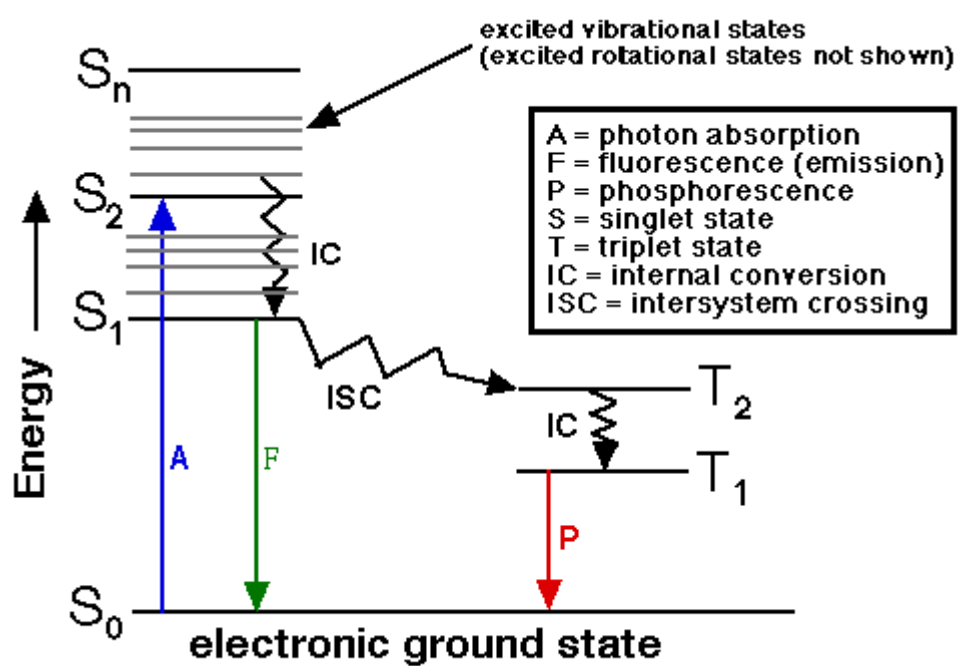 excited vibrational states
(excited rotational states not shown)
Sn
A = photon absorption
F = fluorescence (emission)
P = phosphorescence
S = singlet state
T = triplet state
IC = internal conversion
ISC = intersystem crossing
S2
IC
S1
ISC
T2
IC
T1
Energy
A
F
P
S0
electronic ground state